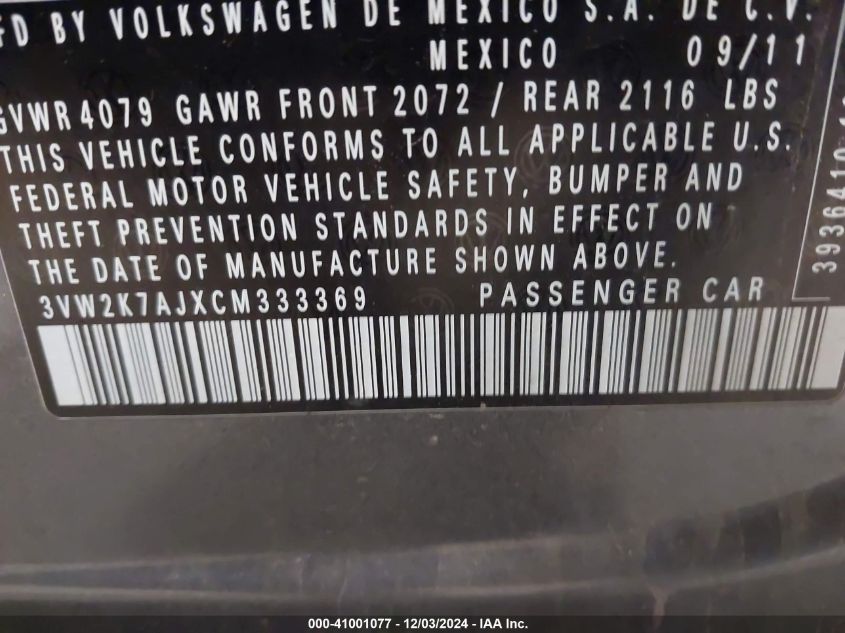 FD BY VOLKSWAGEN DE MEXICO S.A. DE C.V.
MEXICO 09/11
GVWR 4079 GAWR FRONT 2072 / REAR 2116 LBS
THIS VEHICLE CONFORMS TO ALL APPLICABLE U.S.
FEDERAL MOTOR VEHICLE SAFETY, BUMPER AND
THEFT PREVENTION STANDARDS IN EFFECT ON
THE DATE OF MANUFACTURE SHOWN ABOVE.
3VW2K7AJXCM333369 PASSENGER CAR
3936410
000-41001077 - 12/03/2024 - IAA Inc.